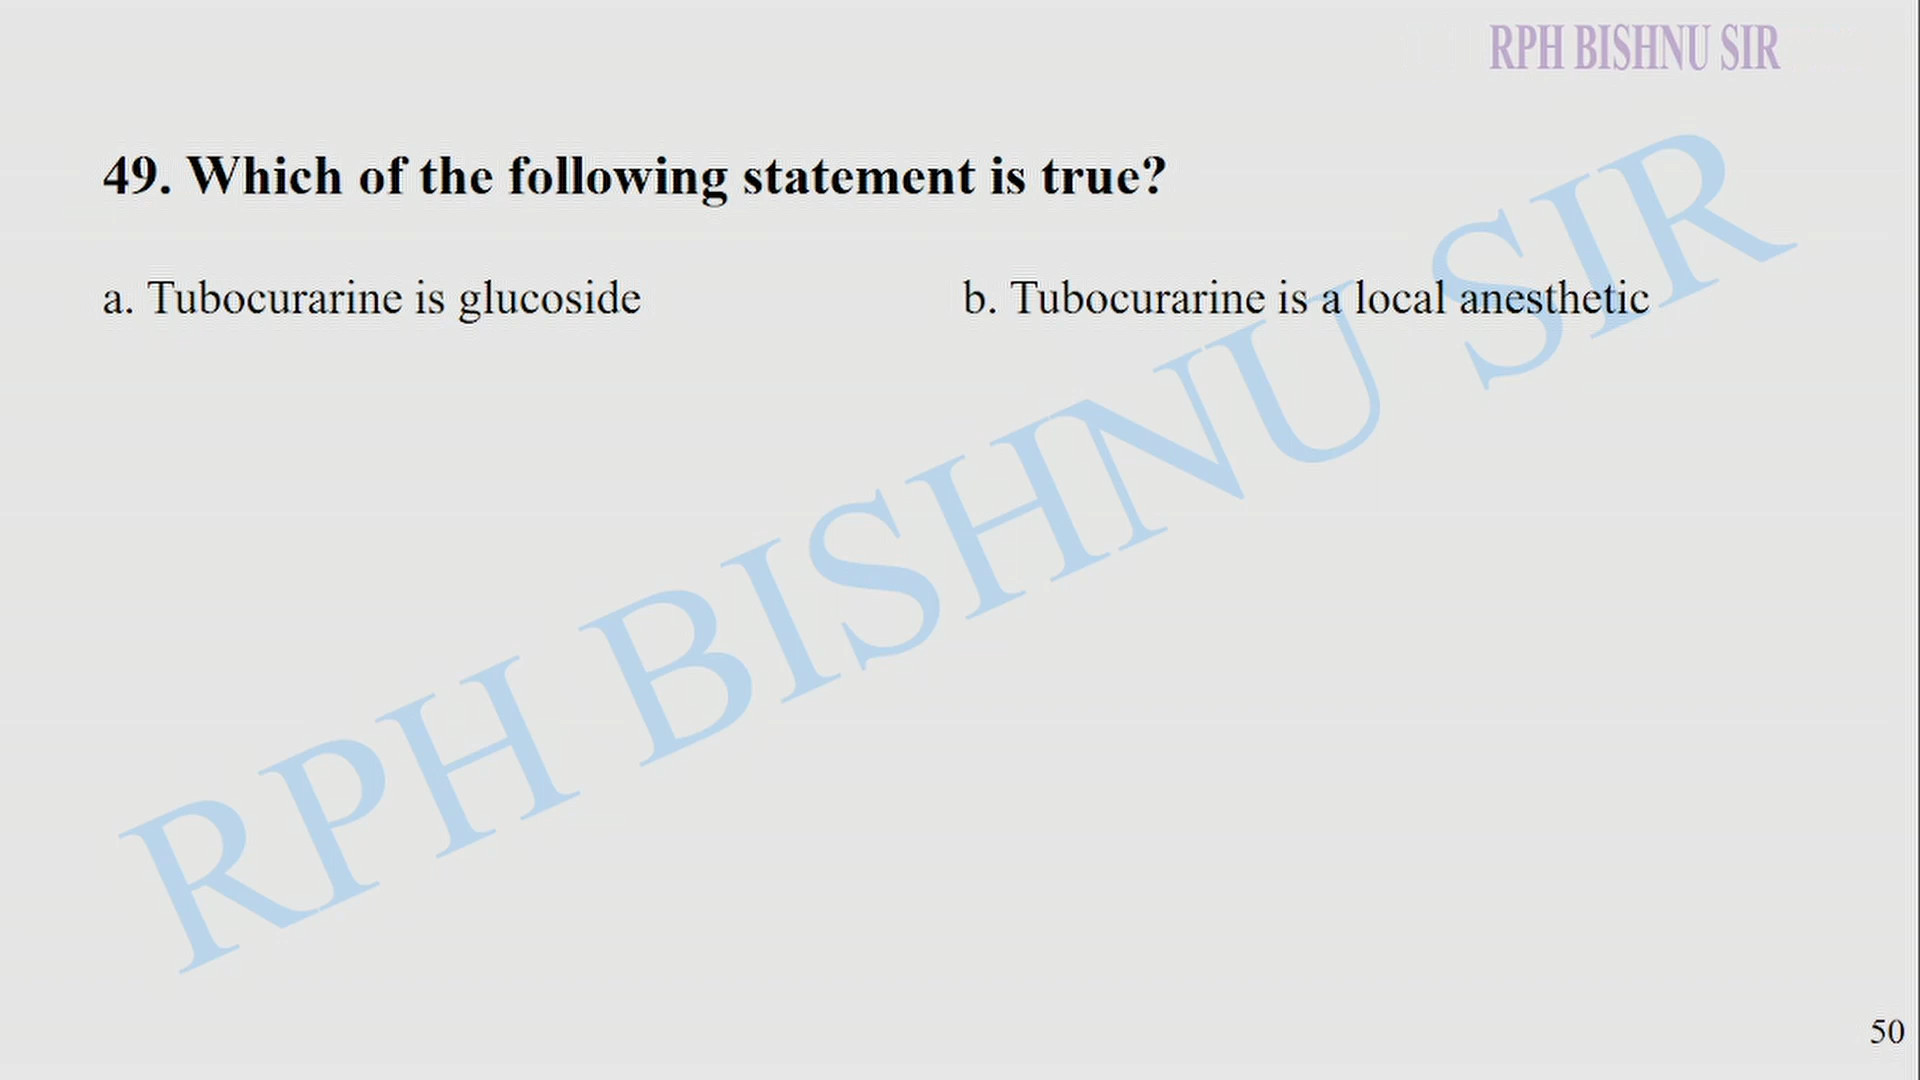 RPH BISHNU SIR
49. Which of the following statement is true?
a. Tubocurarine is glucoside
b. Tubocurarine is a local anesthetic
RPH BISHNU SIR
50